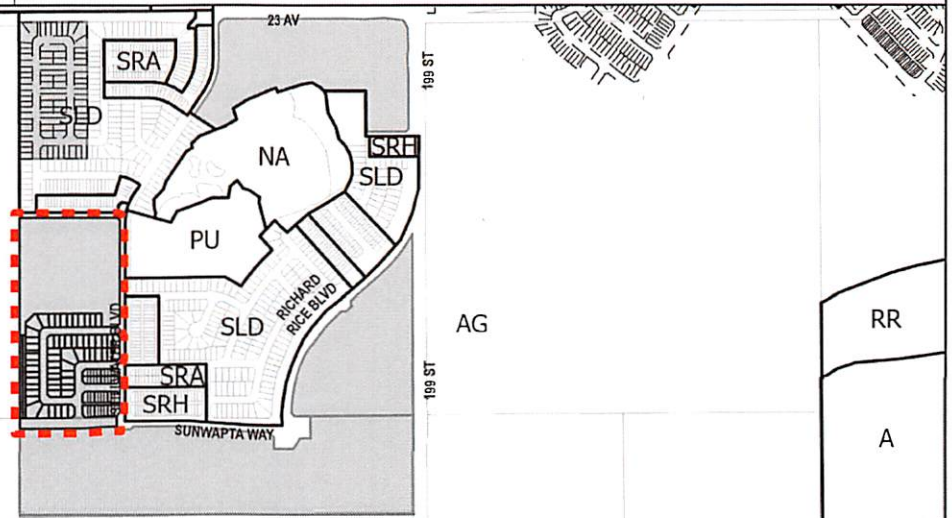 23 AV
SRA
199 ST
SLD
NA
SRH
SLD
PU
RICHARD
RICE BLVD
SLD
AG
RR
SRA
199 ST
SRH
SUNWAPTA WAY
A